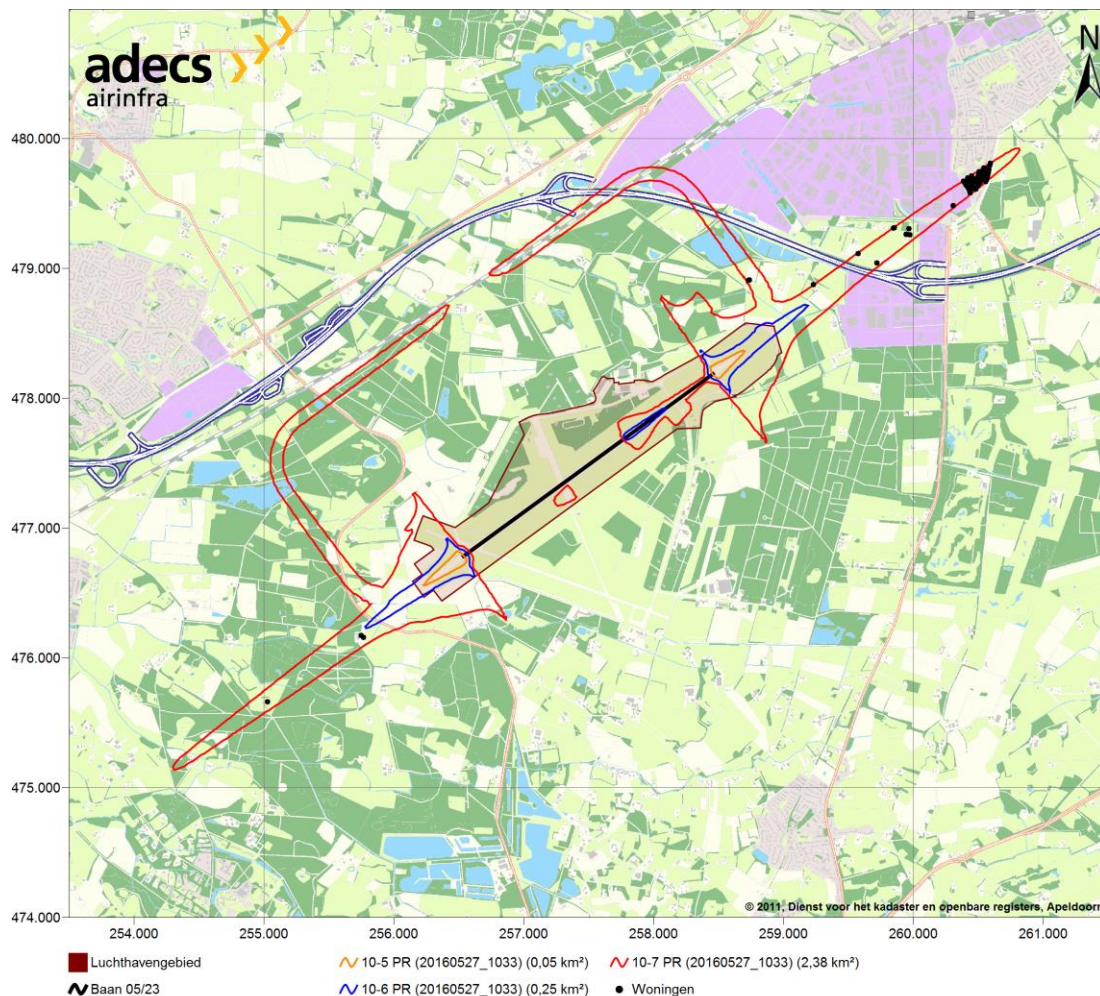 adecs
airinfra
N
480.000
479.000
478.000
477.000
476.000
475.000
474.000
© 2011, Dienst voor het kadaster en openbare registers, Apeldoorn
254.000 255.000 256.000 257.000 258.000 259.000 260.000 261.000
Luchthavengebied 10-5 PR (20160527_1033) (0,05 km²) 10-7 PR (20160527_1033) (2,38 km²)
Baan 05/23 10-6 PR (20160527_1033) (0,25 km²) Woningen